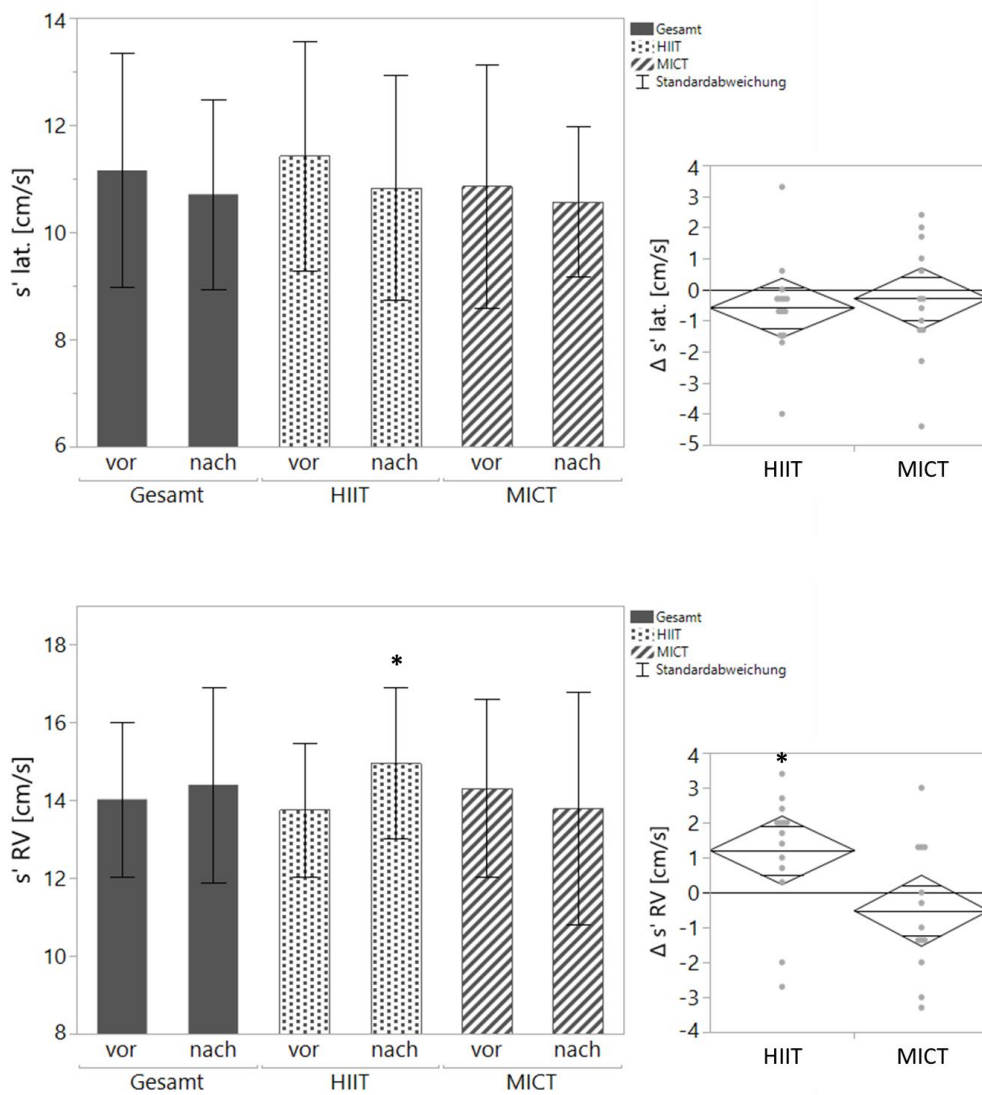 14
12
10
8
6
s' lat. [cm/s]
vor nach vor nach vor nach
Gesamt HIIT MICT
Gesamt
HIIT
MICT
Standardabweichung
4
3
2
1
0
-1
-2
-3
-4
-5
Δ s' lat. [cm/s]
HIIT MICT
18
16
14
12
10
8
s' RV [cm/s]
*
vor nach vor nach vor nach
Gesamt HIIT MICT
Gesamt
HIIT
MICT
Standardabweichung
4
3
2
1
0
-1
-2
-3
-4
Δ s' RV [cm/s]
*
HIIT MICT